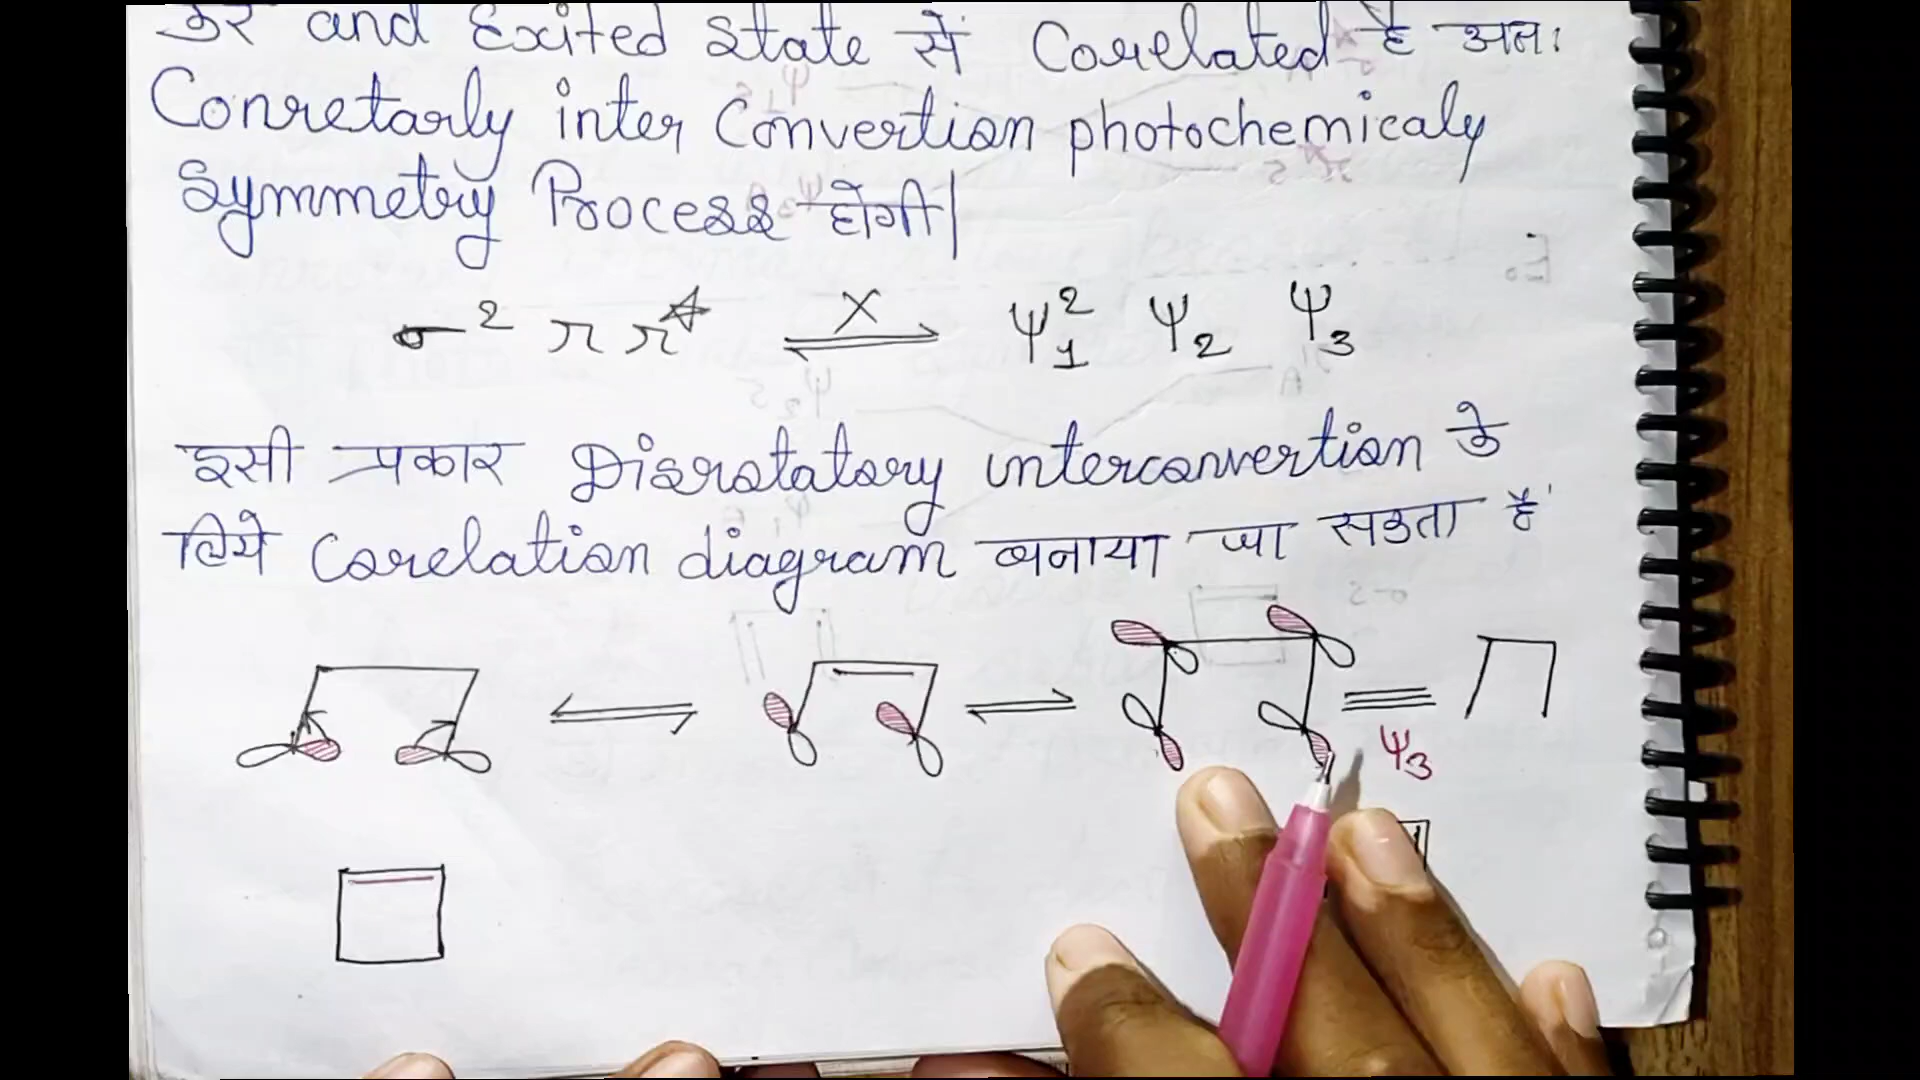 कर and Exited state से Corelated है अतः
Conretarly inter Convertion photochemicaly
Symmetry Process होगी|
σ² π π* ⇌ X Ψ₁² Ψ₂ Ψ₃
इसी प्रकार Disrotatory interconvertion के
लिये Corelation diagram बनाया जा सकता है
Ψ₃